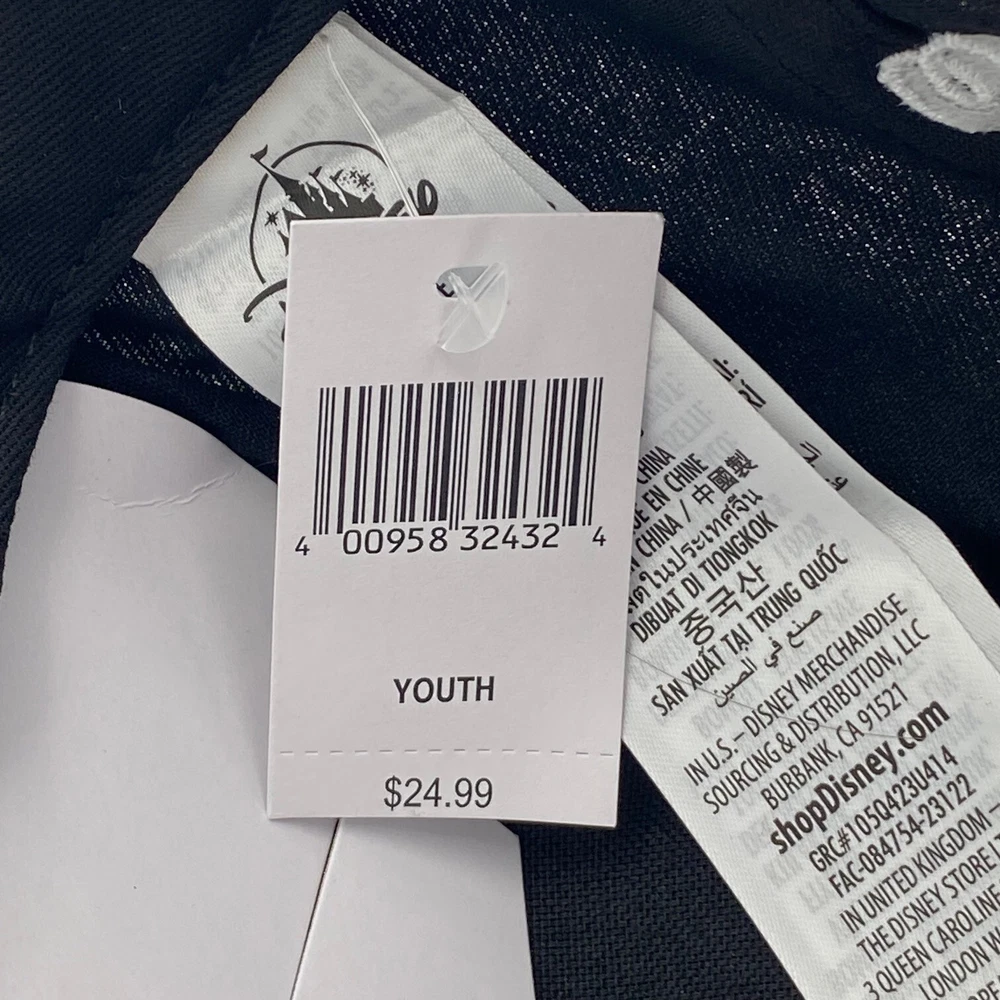 4 00958 32432 4
YOUTH
$24.99
CHINA
EN CHINE
CHINA / 中國製
ในประเทศจีน
DIBUAT DI TIONGKOK
중국산
SẢN XUẤT TẠI TRUNG QUỐC
صنع في الصين
IN U.S. – DISNEY MERCHANDISE
SOURCING & DISTRIBUTION, LLC
BURBANK, CA 91521
shopDisney.com
GRC#105Q423U414
FAC-084754-23122
IN UNITED KINGDOM –
THE DISNEY STORE
3 QUEEN CAROLINE
LONDON